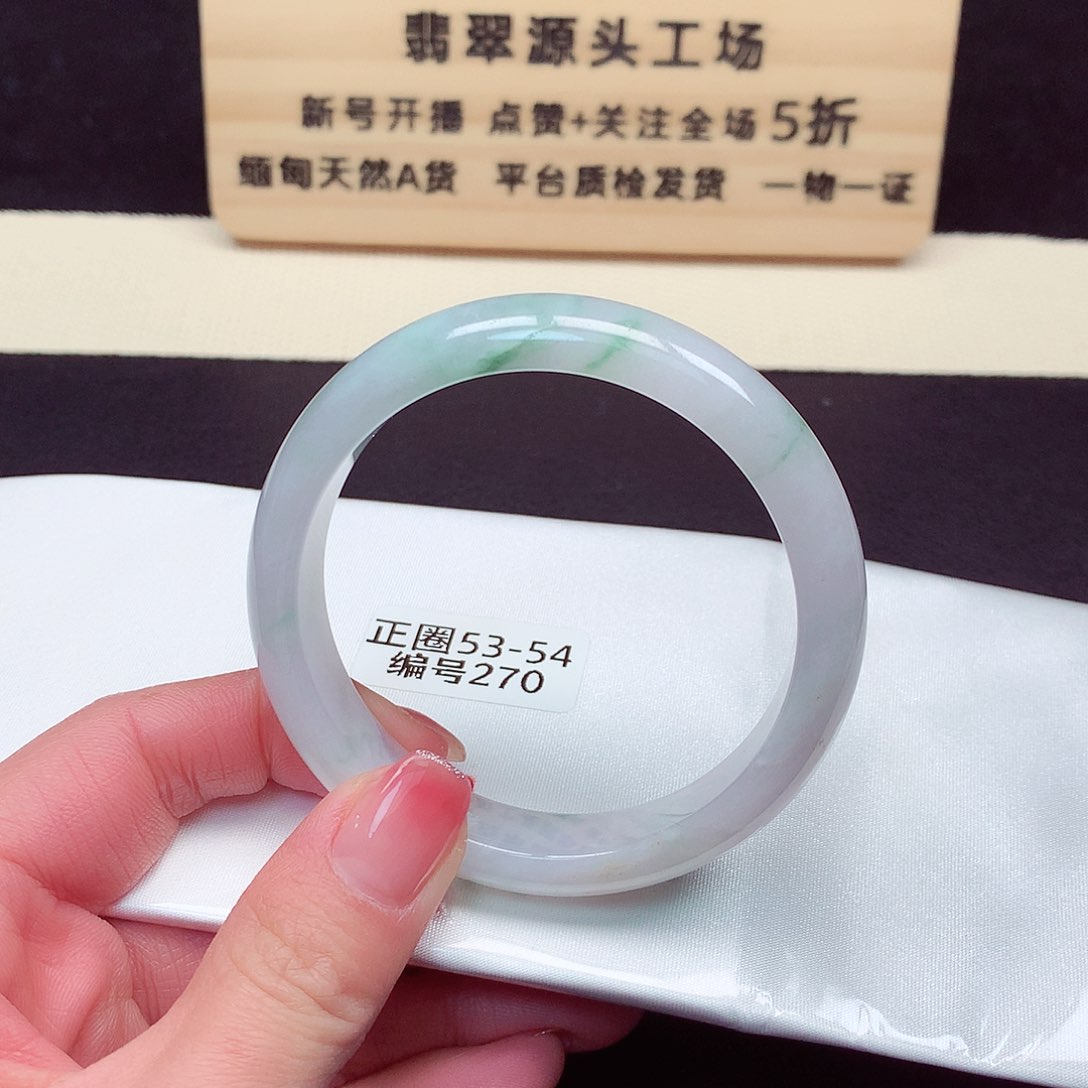 翡翠源头工场
新号开播 点赞+关注全场5折
缅甸天然A货 平台质检发货 一物一证
正圈53-54
编号270